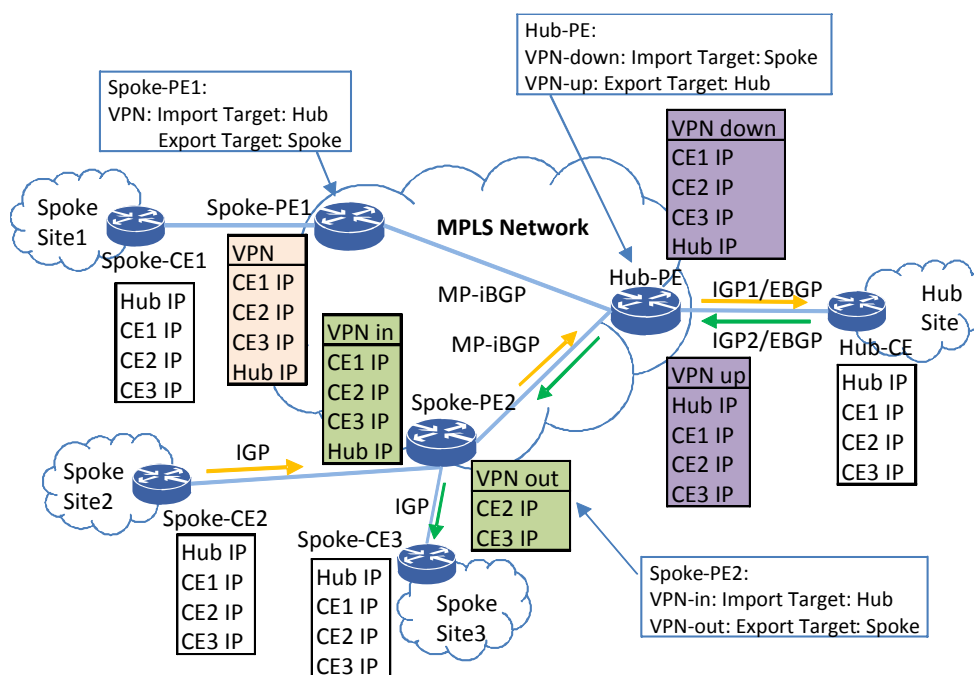 Hub-PE:
VPN-down: Import Target: Spoke
VPN-up: Export Target: Hub
Spoke-PE1:
VPN: Import Target: Hub
Export Target: Spoke
VPN down
CE1 IP
CE2 IP
CE3 IP
Hub IP
Spoke
Site1
Spoke-CE1
Hub IP
CE1 IP
CE2 IP
CE3 IP
Spoke-PE1
VPN
CE1 IP
CE2 IP
CE3 IP
Hub IP
MPLS Network
MP-iBGP
MP-iBGP
Hub-PE
IGP1/EBGP
IGP2/EBGP
Hub
Site
Hub-CE
Hub IP
CE1 IP
CE2 IP
CE3 IP
VPN in
CE1 IP
CE2 IP
CE3 IP
Hub IP
VPN up
Hub IP
CE1 IP
CE2 IP
CE3 IP
Spoke-PE2
Spoke
Site2
IGP
Spoke-CE2
Hub IP
CE1 IP
CE2 IP
CE3 IP
IGP
VPN out
CE2 IP
CE3 IP
Spoke-CE3
Hub IP
CE1 IP
CE2 IP
CE3 IP
Spoke
Site3
Spoke-PE2:
VPN-in: Import Target: Hub
VPN-out: Export Target: Spoke